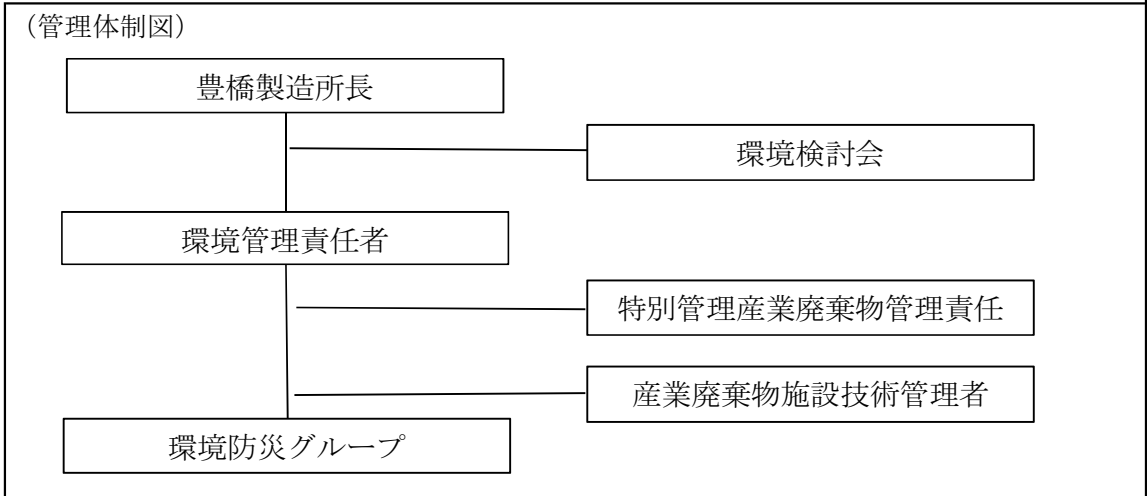 （管理体制図）
豊橋製造所長
環境検討会
環境管理責任者
特別管理産業廃棄物管理責任
産業廃棄物施設技術管理者
環境防災グループ